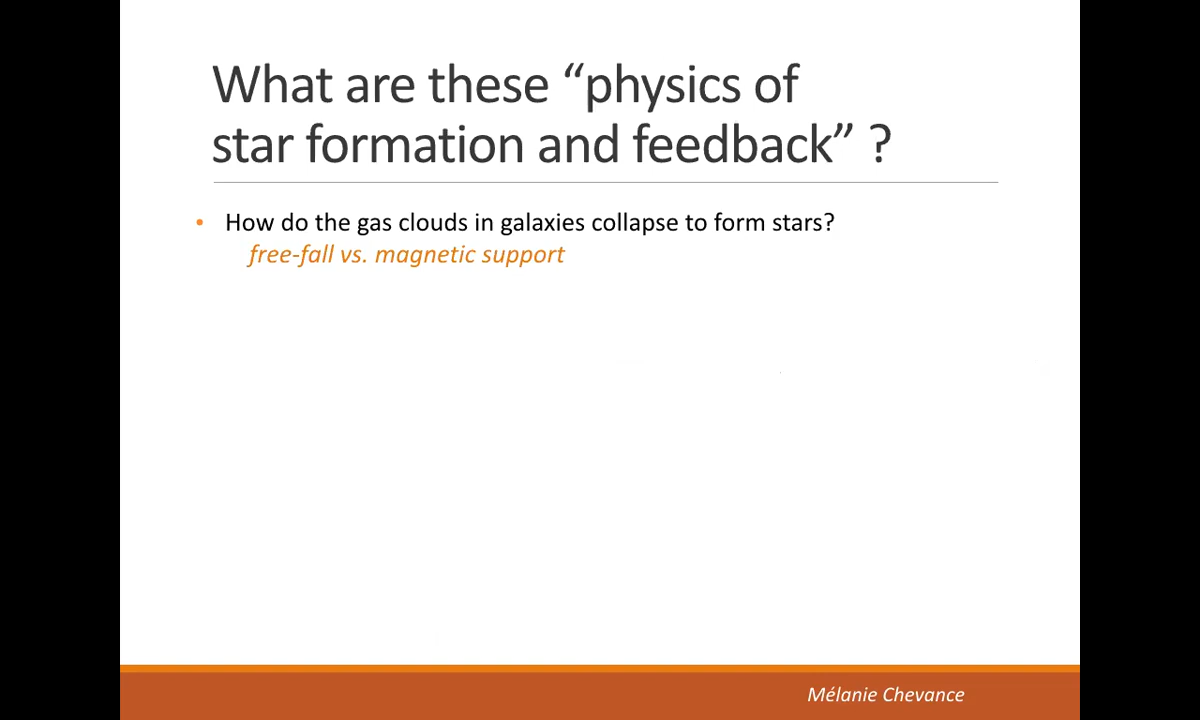 What are these “physics of
star formation and feedback” ?
• How do the gas clouds in galaxies collapse to form stars?
free-fall vs. magnetic support
Mélanie Chevance